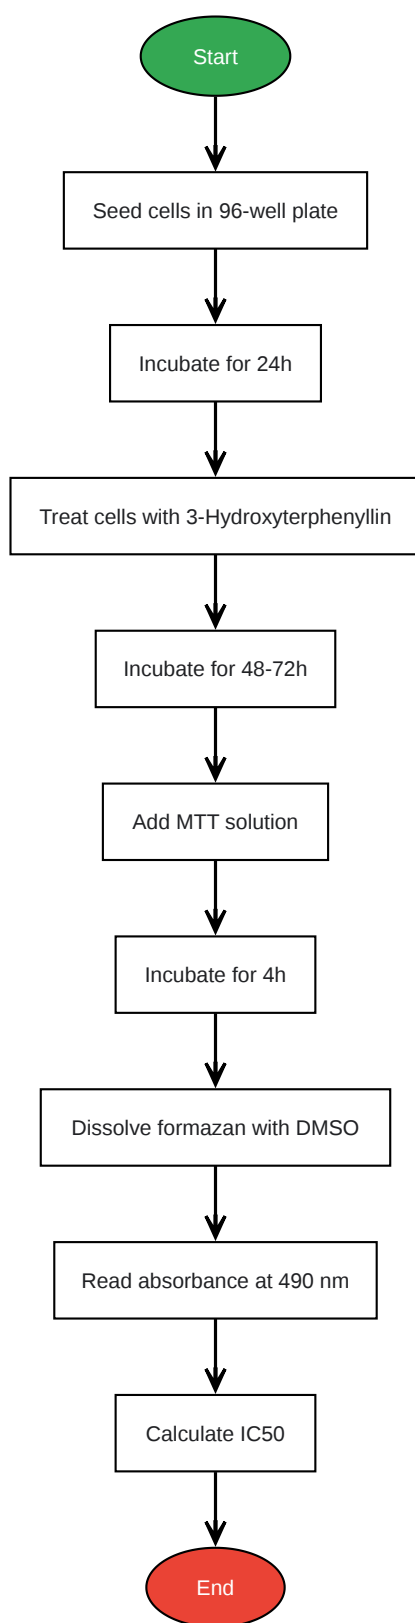 Start
Seed cells in 96-well plate
Incubate for 24h
Treat cells with 3-Hydroxyterphenyllin
Incubate for 48-72h
Add MTT solution
Incubate for 4h
Dissolve formazan with DMSO
Read absorbance at 490 nm
Calculate IC50
End